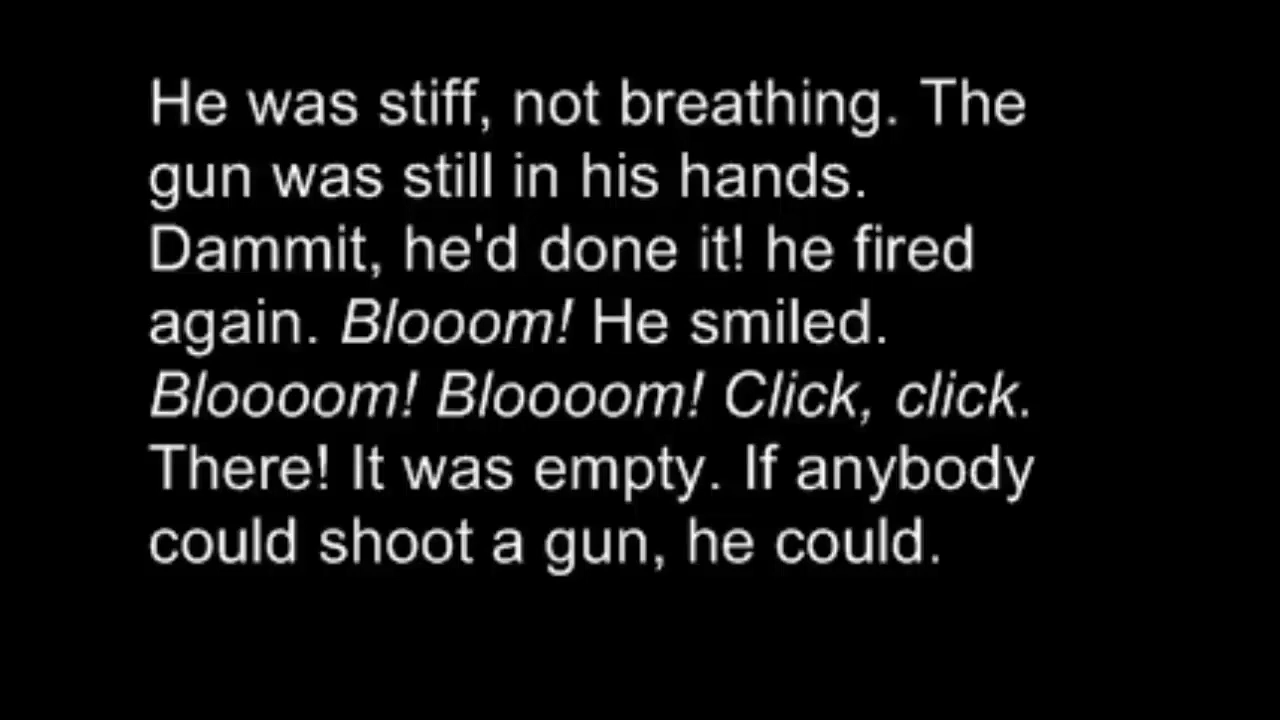 He was stiff, not breathing. The
gun was still in his hands.
Dammit, he'd done it! he fired
again. Blooom! He smiled.
Bloooom! Bloooom! Click, click.
There! It was empty. If anybody
could shoot a gun, he could.